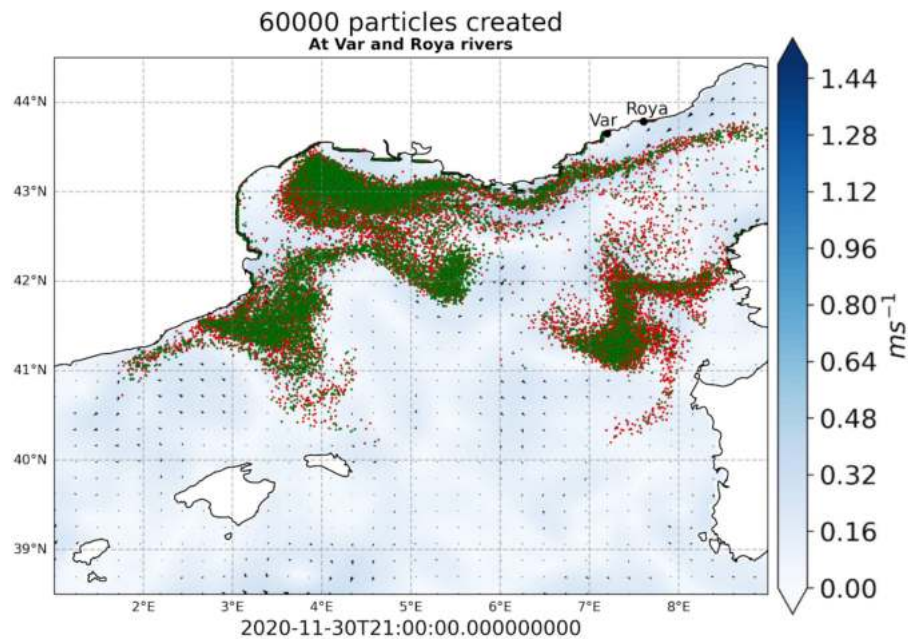 60000 particles created
At Var and Roya rivers
44°N
43°N
42°N
41°N
40°N
39°N
Var
Roya
2°E 3°E 4°E 5°E 6°E 7°E 8°E
2020-11-30T21:00:00.000000000
1.44
1.28
1.12
0.96
0.80
0.64
0.48
0.32
0.16
0.00
ms⁻¹